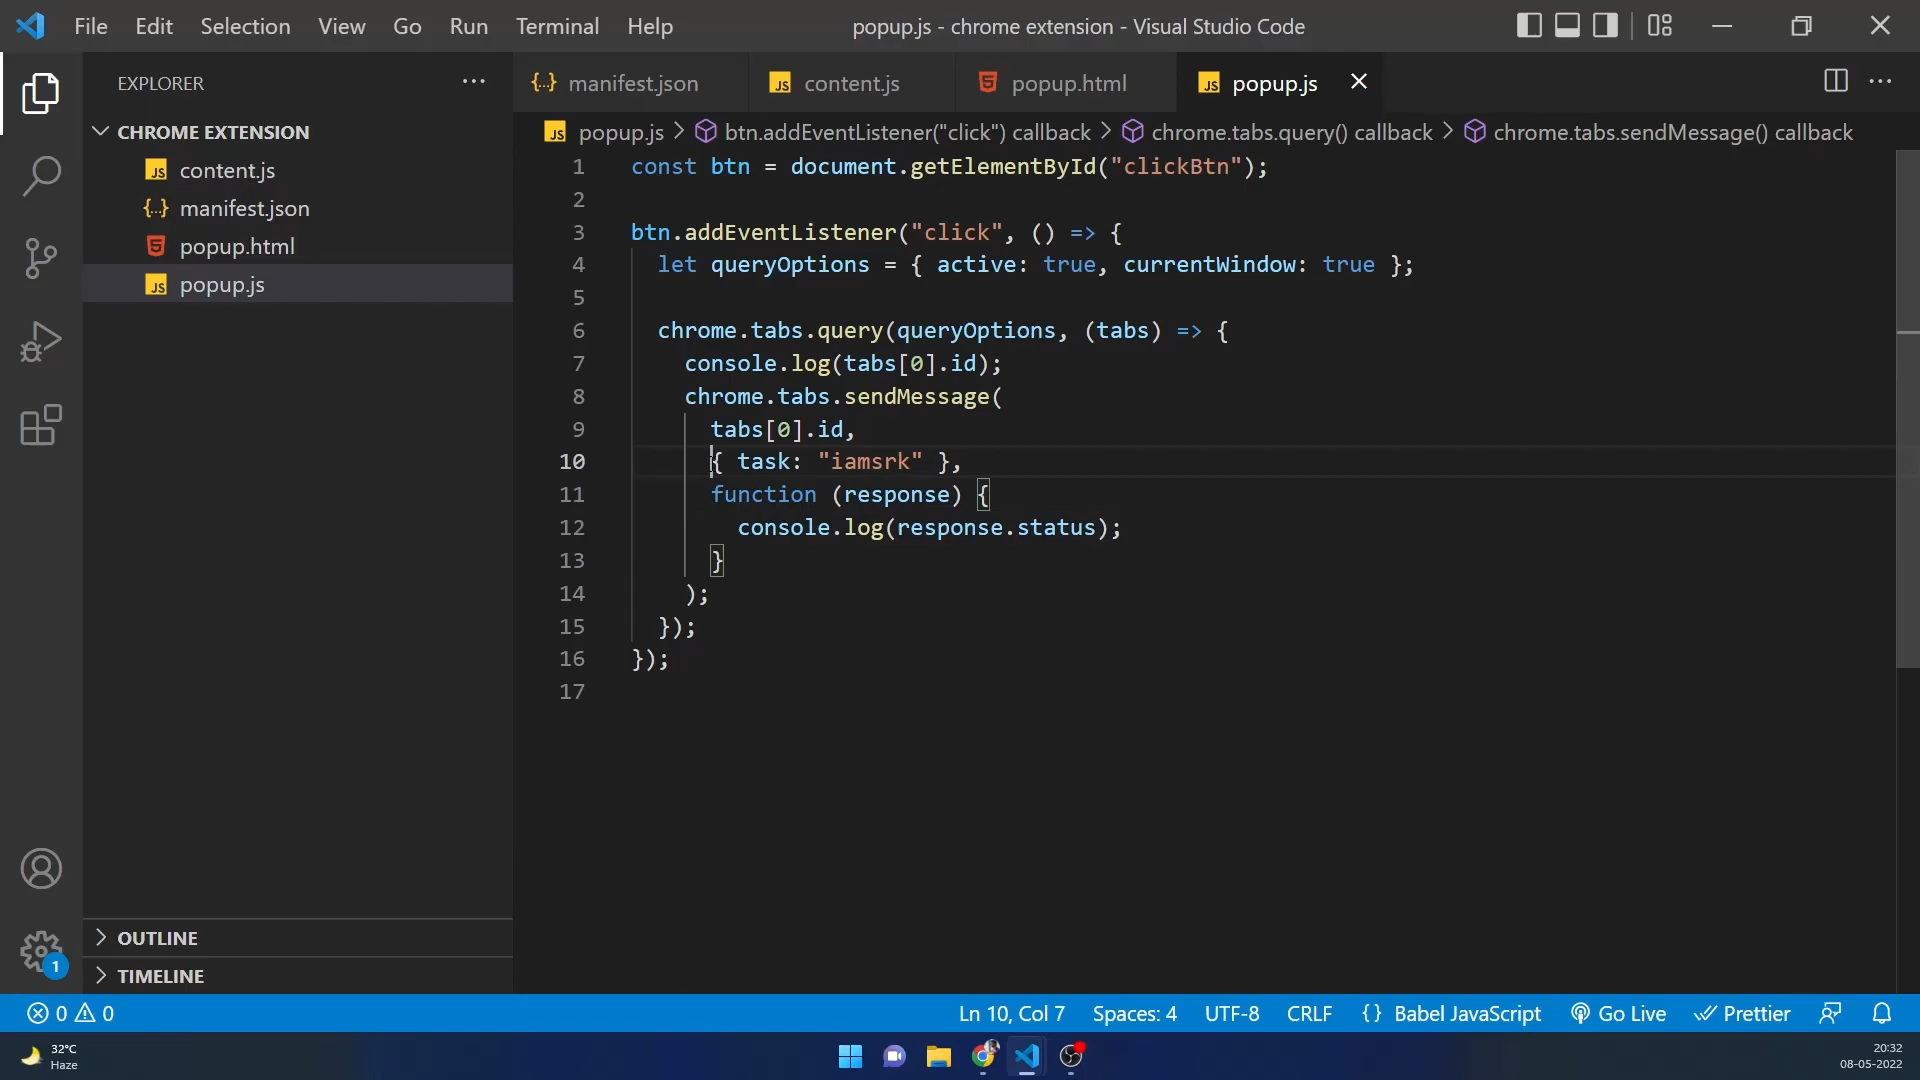 File Edit Selection View Go Run Terminal Help
popup.js - chrome extension - Visual Studio Code
EXPLORER
CHROME EXTENSION
JS content.js
{..} manifest.json
popup.html
JS popup.js
OUTLINE
TIMELINE
1
{..} manifest.json
JS content.js
popup.html
JS popup.js
JS popup.js > btn.addEventListener("click") callback > chrome.tabs.query() callback > chrome.tabs.sendMessage() callback
1 const btn = document.getElementById("clickBtn");
2
3 btn.addEventListener("click", () => {
4 let queryOptions = { active: true, currentWindow: true };
5
6 chrome.tabs.query(queryOptions, (tabs) => {
7 console.log(tabs[0].id);
8 chrome.tabs.sendMessage(
9 tabs[0].id,
10 { task: "iamsrk" },
11 function (response) {
12 console.log(response.status);
13 }
14 );
15 });
16 });
17
0 0
Ln 10, Col 7 Spaces: 4 UTF-8 CRLF {} Babel JavaScript Go Live Prettier
32°C
Haze
20:32
08-05-2022